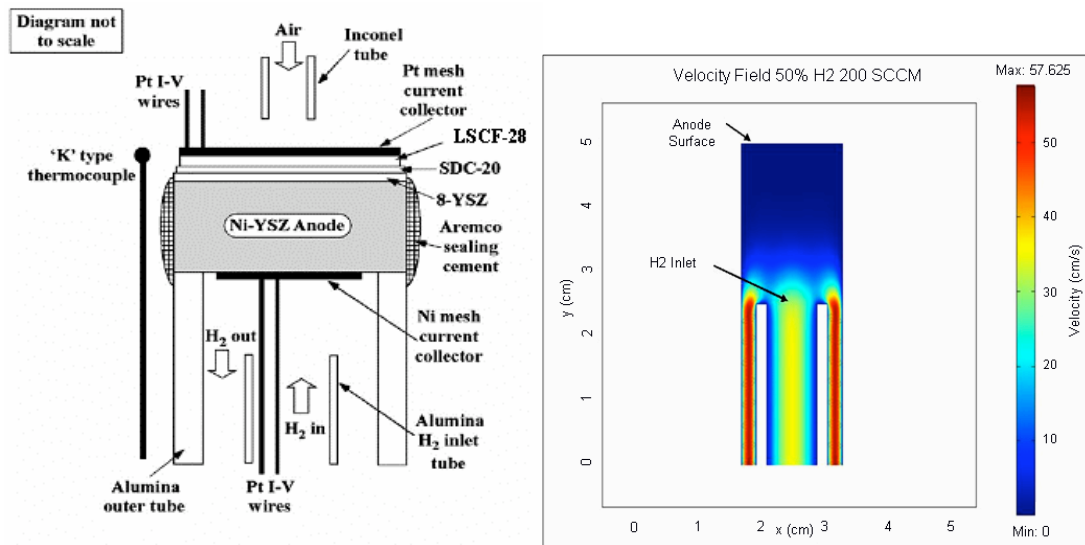 Diagram not
to scale
Air
Inconel
tube
Pt mesh
current
collector
Pt I-V
wires
LSCF-28
'K' type
thermocouple
SDC-20
8-YSZ
Ni-YSZ Anode
Aremco
sealing
cement
Ni mesh
current
collector
H2 out
H2 in
Alumina
H2 inlet
tube
Alumina
outer tube
Pt I-V
wires
Velocity Field 50% H2 200 SCCM
Max: 57.625
Anode
Surface
H2 Inlet
5
4
3
2
1
0
y (cm)
0 1 2 3 4 5
x (cm)
50
40
30
20
10
Velocity (cm/s)
Min: 0